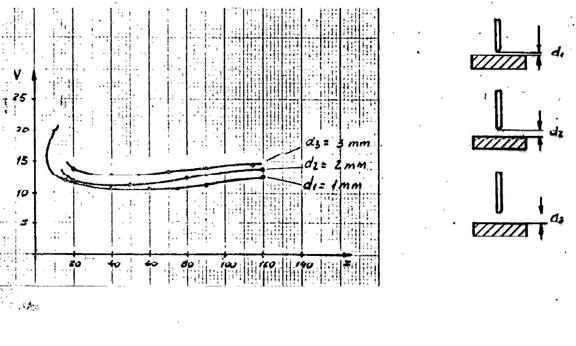 V
25
20
15
10
5
20 40 60 80 100 160 140
d₃ = 3 mm
d₂ = 2 mm
d₁ = 1 mm
d₁
d₂
d₃